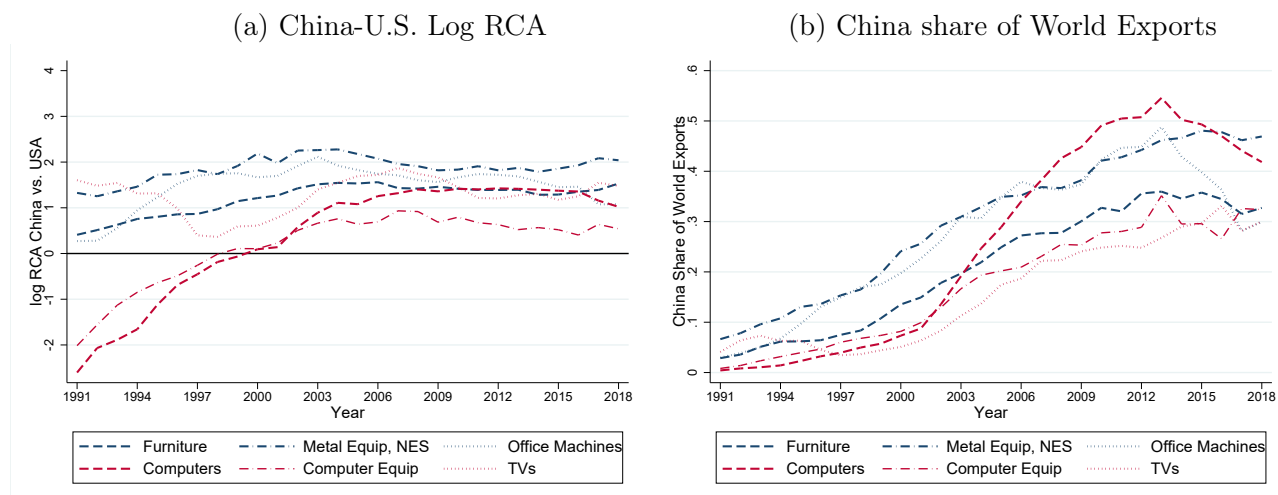 (a) China-U.S. Log RCA
log RCA China vs. USA
4
3
2
1
0
-1
-2
1991 1994 1997 2000 2003 2006 2009 2012 2015 2018
Year
Furniture Metal Equip, NES Office Machines
Computers Computer Equip TVs
(b) China share of World Exports
China Share of World Exports
.6
.5
.4
.3
.2
.1
0
1991 1994 1997 2000 2003 2006 2009 2012 2015 2018
Year
Furniture Metal Equip, NES Office Machines
Computers Computer Equip TVs